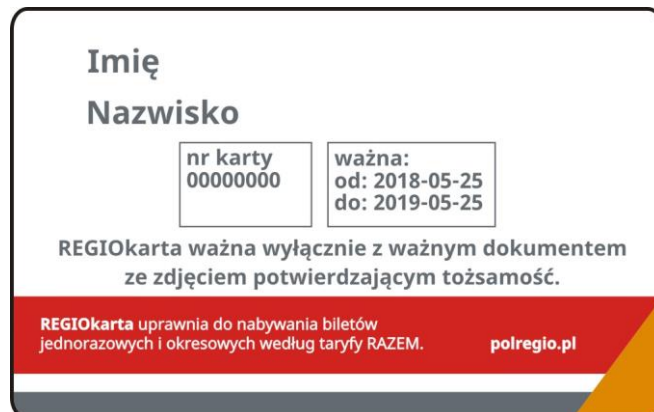 Imię
Nazwisko
nr karty
00000000
ważna:
od: 2018-05-25
do: 2019-05-25
REGIOkarta ważna wyłącznie z ważnym dokumentem
ze zdjęciem potwierdzającym tożsamość.
REGIOkarta uprawnia do nabywania biletów
jednorazowych i okresowych według taryfy RAZEM.
polregio.pl